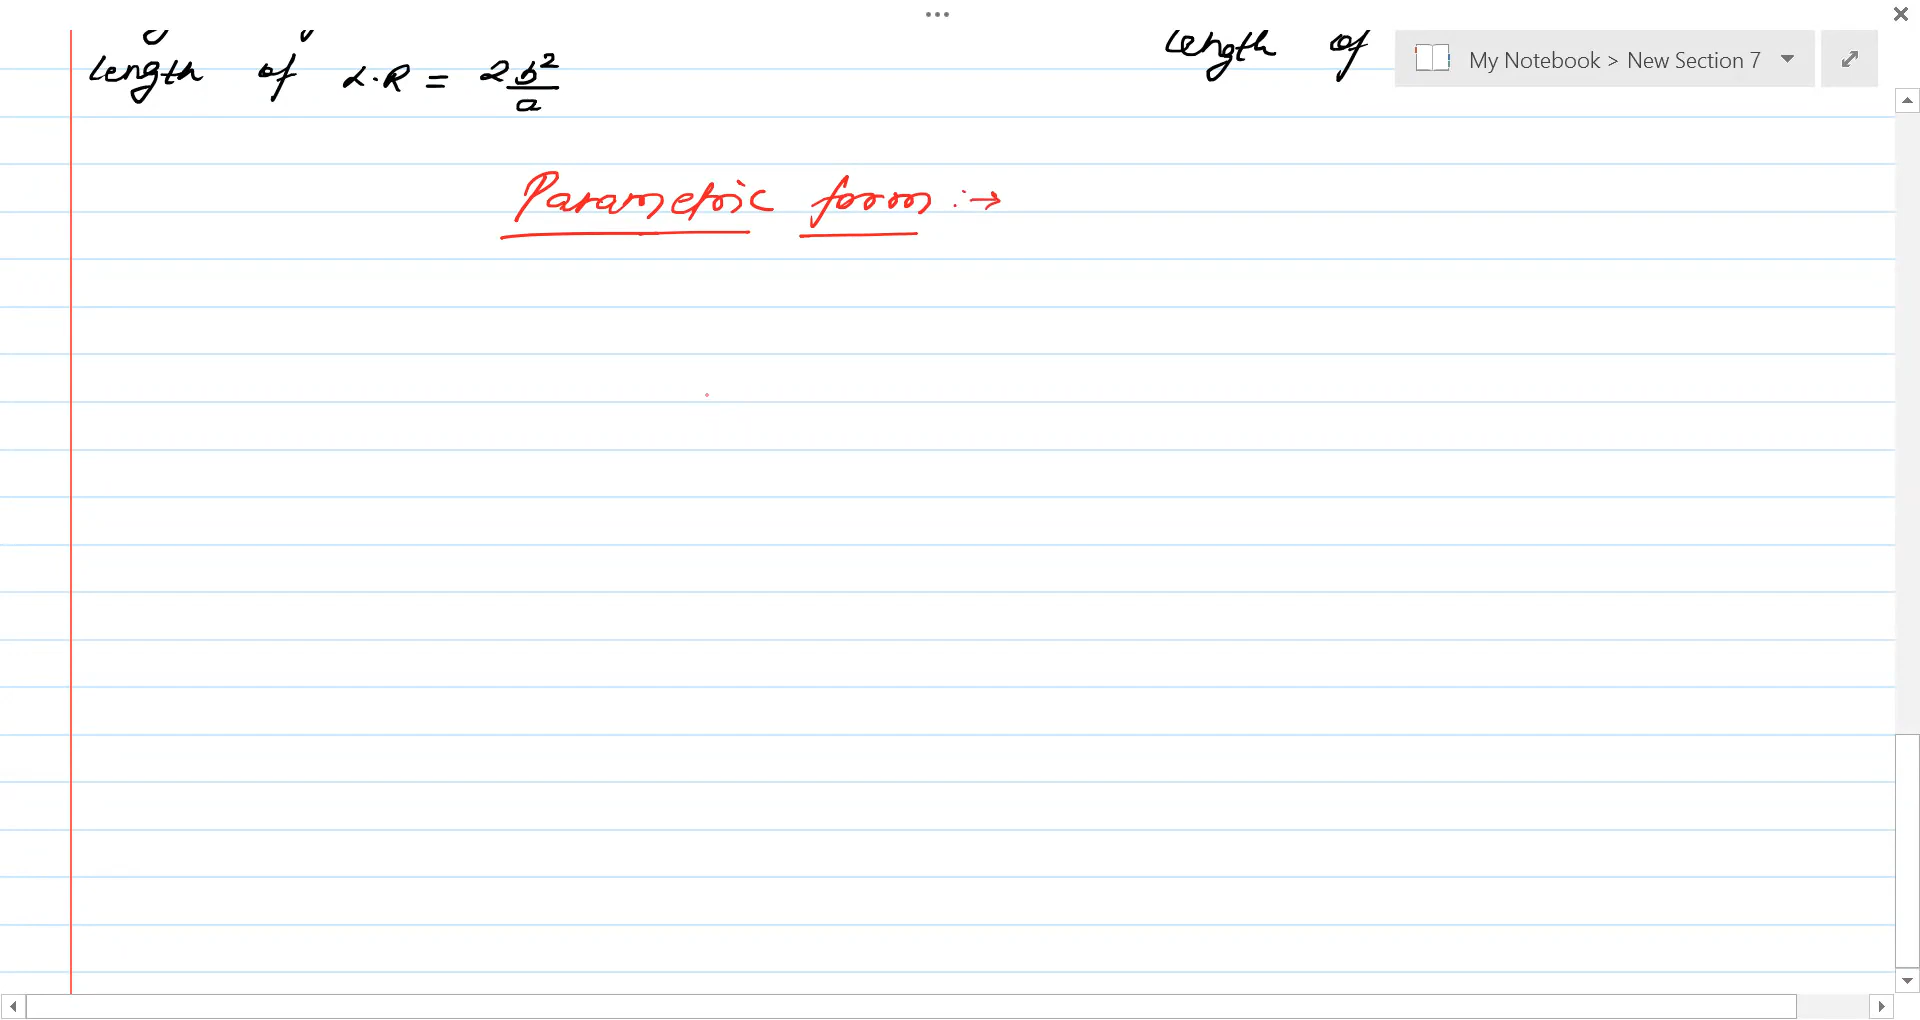 length of L.R = 2b²/a
length of
My Notebook > New Section 7
Parametric form :→